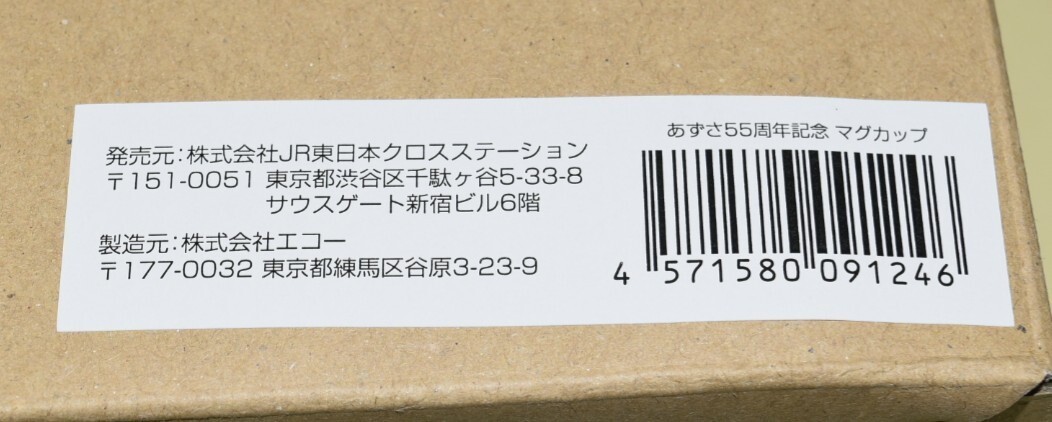 発売元:株式会社JR東日本クロスステーション
〒151-0051 東京都渋谷区千駄ヶ谷5-33-8
サウスゲート新宿ビル6階
製造元:株式会社エコー
〒177-0032 東京都練馬区谷原3-23-9
あずさ55周年記念 マグカップ
4 571580 091246